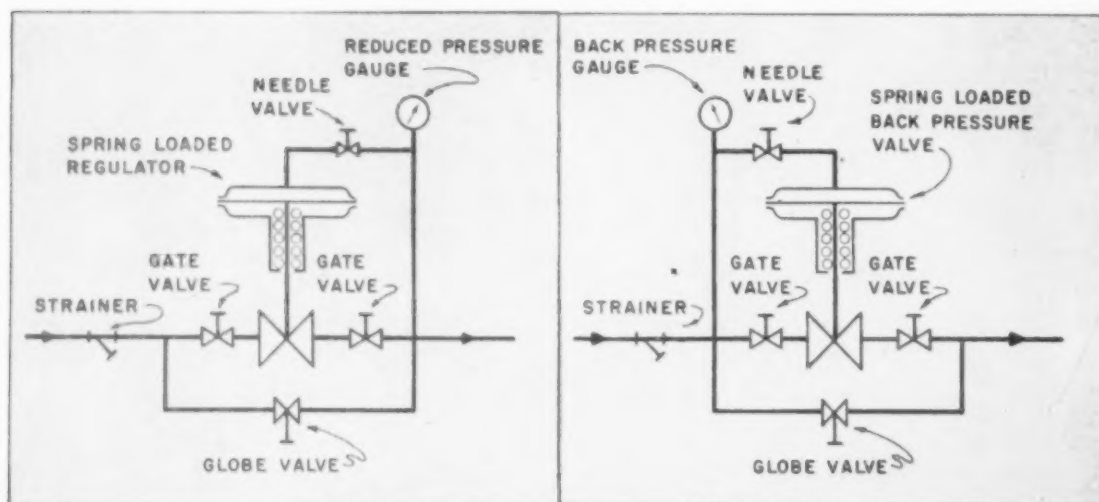 REDUCED PRESSURE
GAUGE
NEEDLE
VALVE
SPRING LOADED
REGULATOR
GATE
VALVE
GATE
VALVE
STRAINER
GLOBE VALVE
BACK PRESSURE
GAUGE
NEEDLE
VALVE
SPRING LOADED
BACK PRESSURE
VALVE
GATE
VALVE
GATE
VALVE
STRAINER
GLOBE VALVE